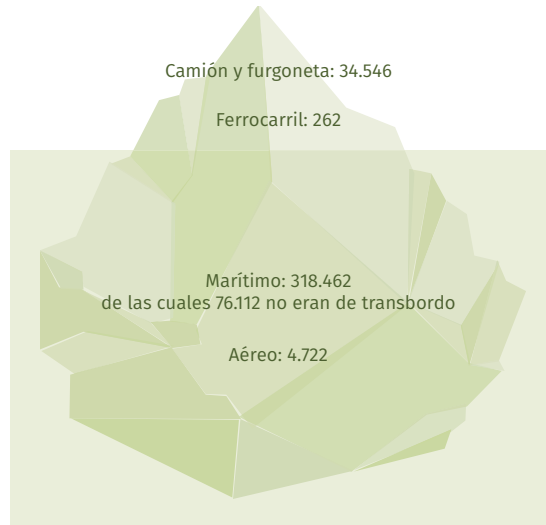 Camión y furgoneta: 34.546
Ferrocarril: 262
Marítimo: 318.462
de las cuales 76.112 no eran de transbordo
Aéreo: 4.722